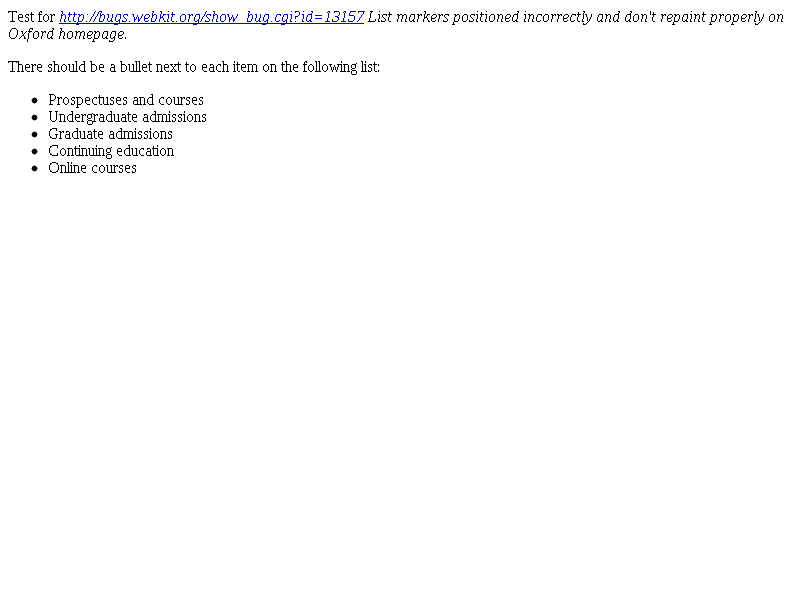 Test for http://bugs.webkit.org/show_bug.cgi?id=13157 List markers positioned incorrectly and don't repaint properly on
Oxford homepage.
There should be a bullet next to each item on the following list:
• Prospectuses and courses
• Undergraduate admissions
• Graduate admissions
• Continuing education
• Online courses